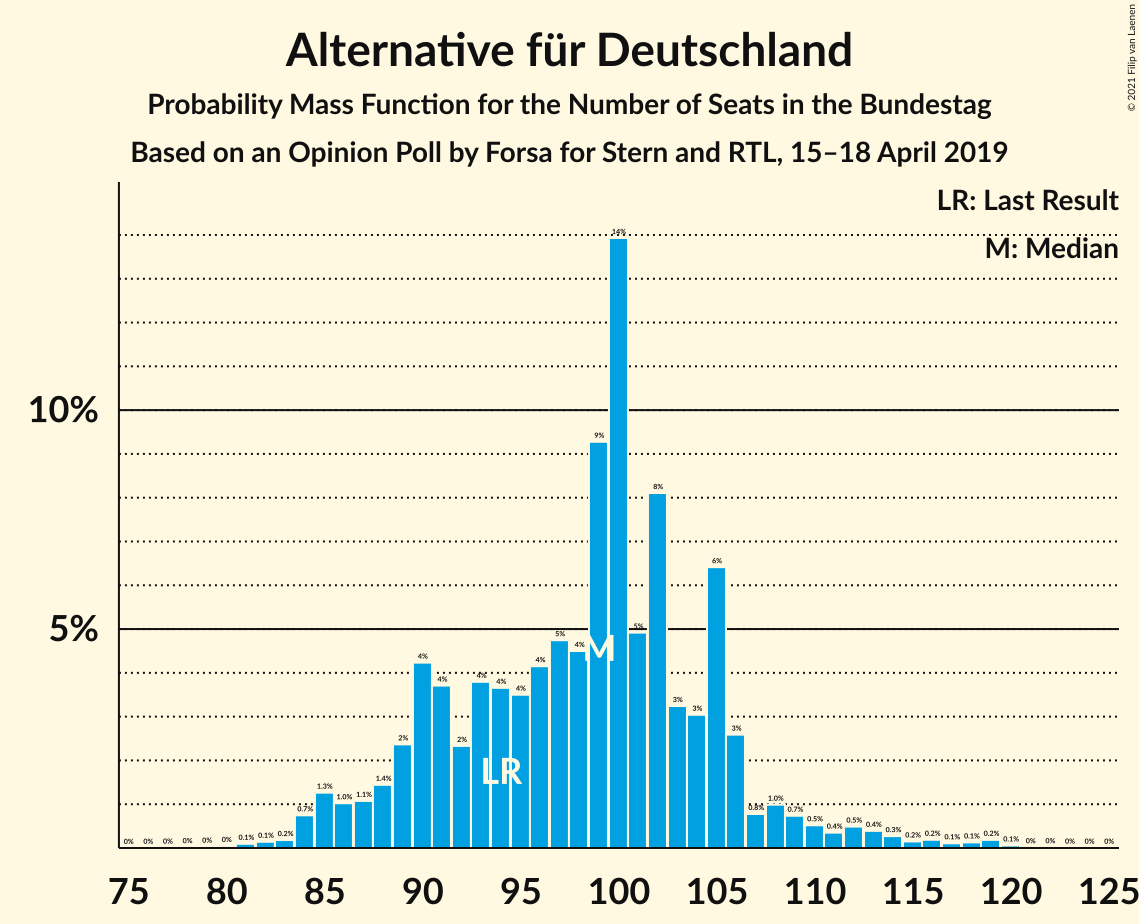 © 2021 Filip van Laenen
Alternative für Deutschland
Probability Mass Function for the Number of Seats in the Bundestag
Based on an Opinion Poll by Forsa for Stern and RTL, 15–18 April 2019
LR: Last Result
M: Median
10%
5%
0% 0% 0% 0% 0% 0% 0.1% 0.1% 0.2% 0.7% 1.3% 1.0% 1.1% 1.4% 2% 4% 4% 2% 4% 4% 4% 4% 5% 4% 9% 14% 5% 8% 3% 3% 6% 3% 0.8% 1.0% 0.7% 0.5% 0.4% 0.5% 0.4% 0.3% 0.2% 0.2% 0.1% 0.1% 0.2% 0.1% 0% 0% 0% 0% 0%
M
LR
75 80 85 90 95 100 105 110 115 120 125